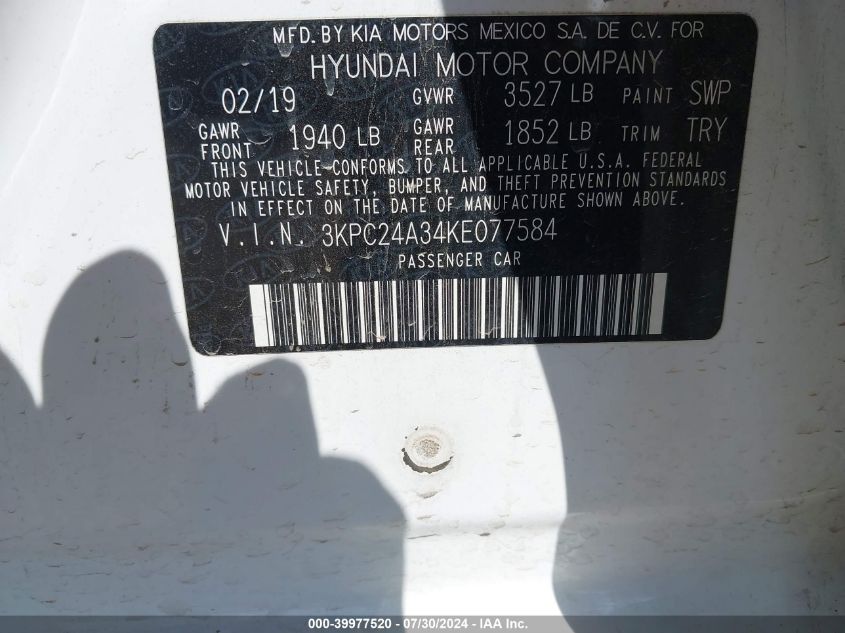 MFD. BY KIA MOTORS MEXICO S.A. DE C.V. FOR
HYUNDAI MOTOR COMPANY
02/19 GVWR 3527 LB PAINT SWP
GAWR FRONT 1940 LB GAWR REAR 1852 LB TRIM TRY
THIS VEHICLE CONFORMS TO ALL APPLICABLE U.S.A. FEDERAL
MOTOR VEHICLE SAFETY, BUMPER, AND THEFT PREVENTION STANDARDS
IN EFFECT ON THE DATE OF MANUFACTURE SHOWN ABOVE.
V.I.N. 3KPC24A34KE077584
PASSENGER CAR
000-39977520 - 07/30/2024 - IAA Inc.